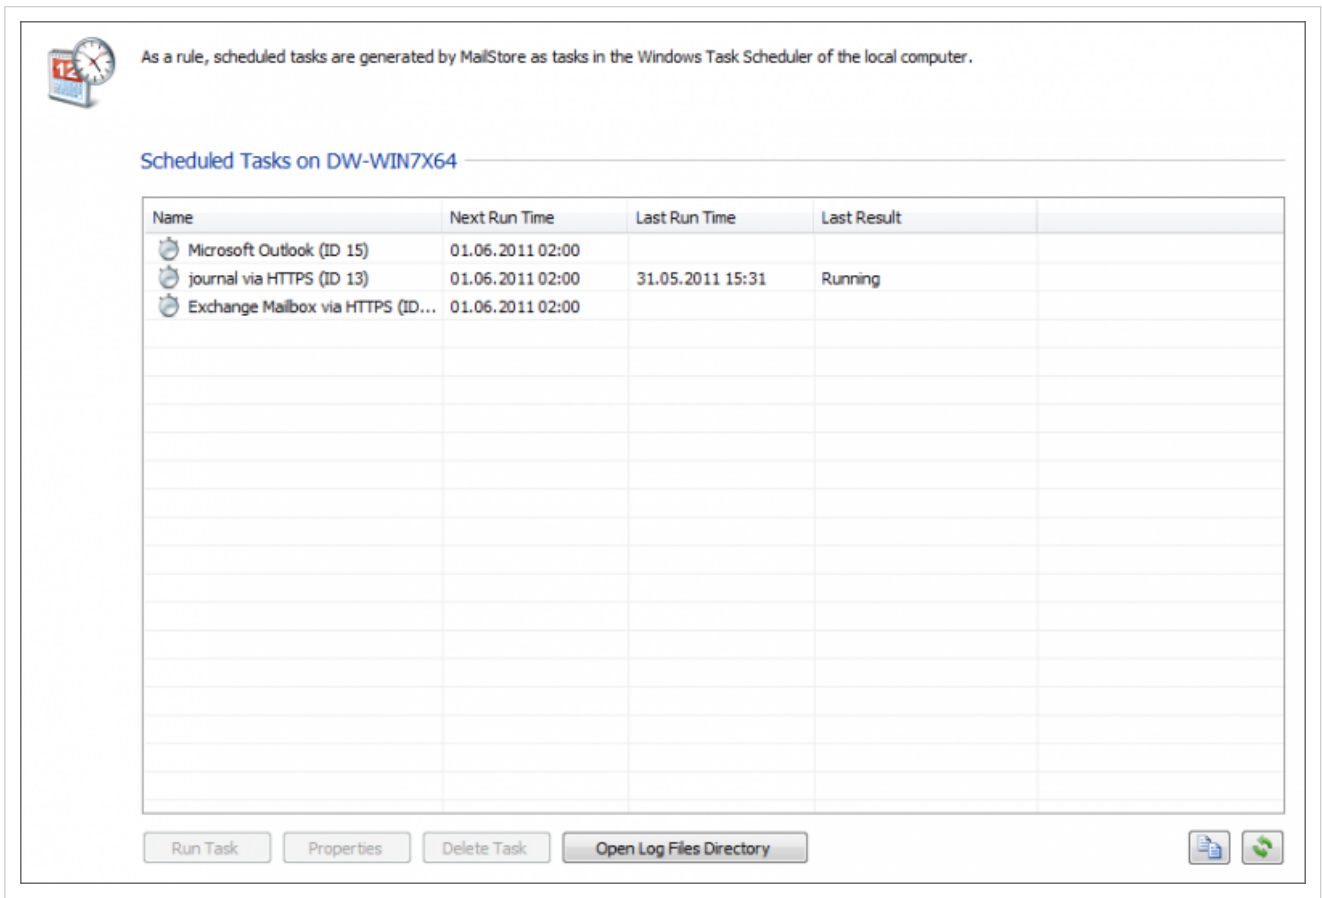 As a rule, scheduled tasks are generated by MailStore as tasks in the Windows Task Scheduler of the local computer.
12
Scheduled Tasks on DW-WIN7X64
Name Next Run Time Last Run Time Last Result
Microsoft Outlook (ID 15) 01.06.2011 02:00
journal via HTTPS (ID 13) 01.06.2011 02:00 31.05.2011 15:31 Running
Exchange Mailbox via HTTPS (ID... 01.06.2011 02:00
Run Task Properties Delete Task Open Log Files Directory